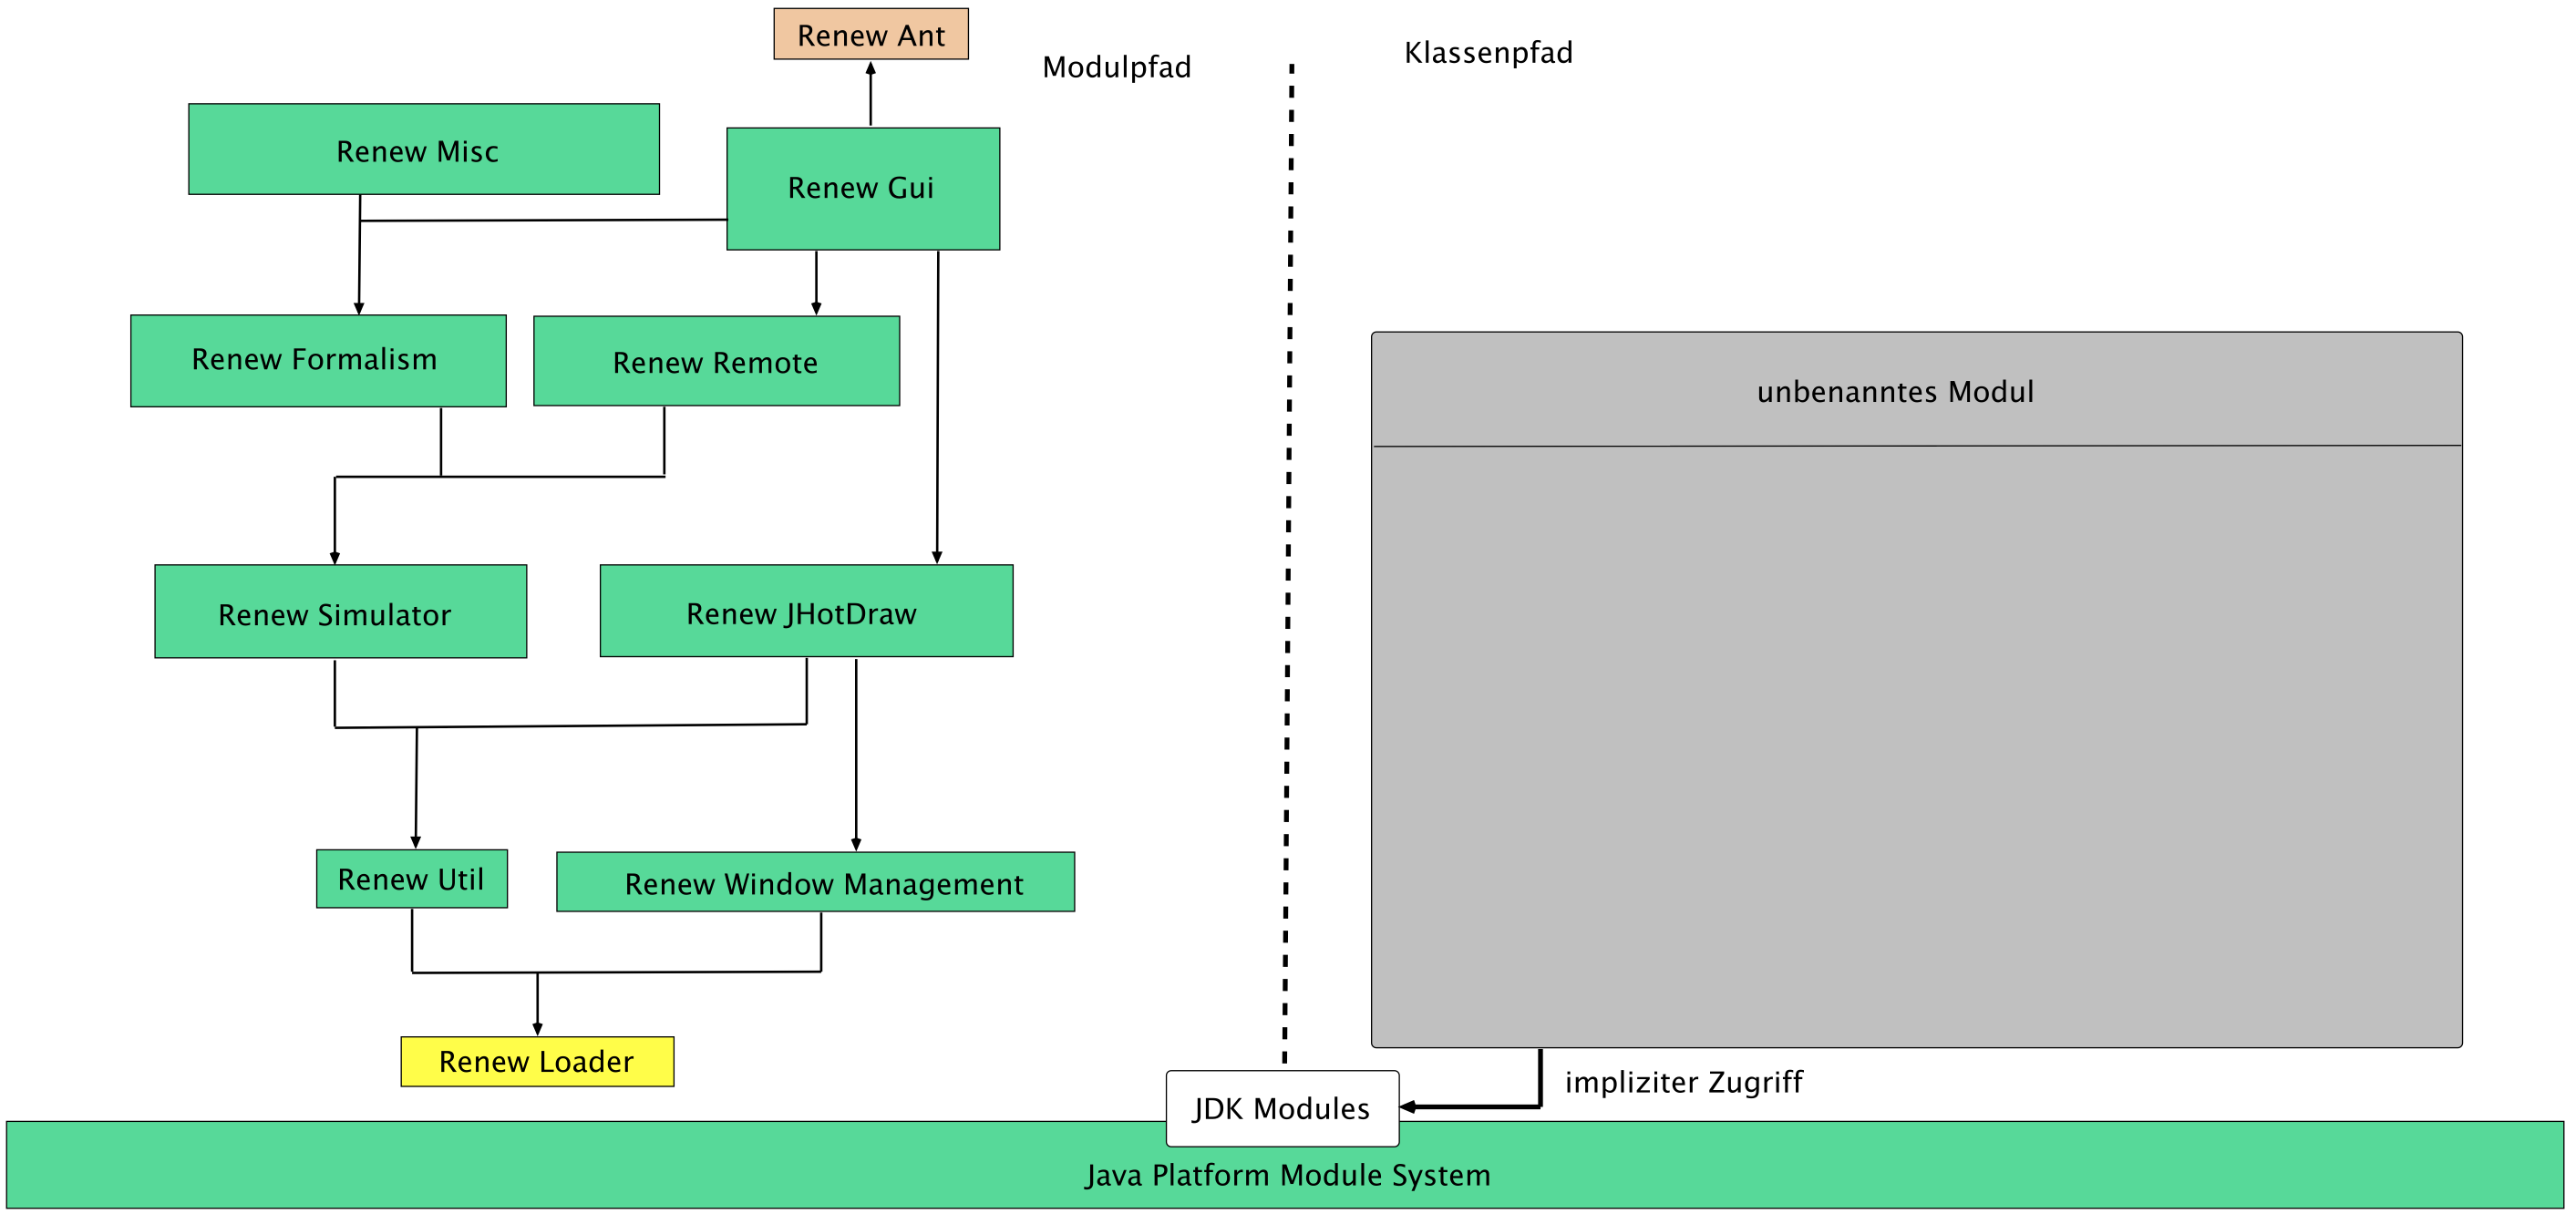 Renew Ant
Modulpfad
Klassenpfad
Renew Misc
Renew Gui
Renew Formalism
Renew Remote
unbenanntes Modul
Renew Simulator
Renew JHotDraw
Renew Util
Renew Window Management
Renew Loader
impliziter Zugriff
JDK Modules
Java Platform Module System